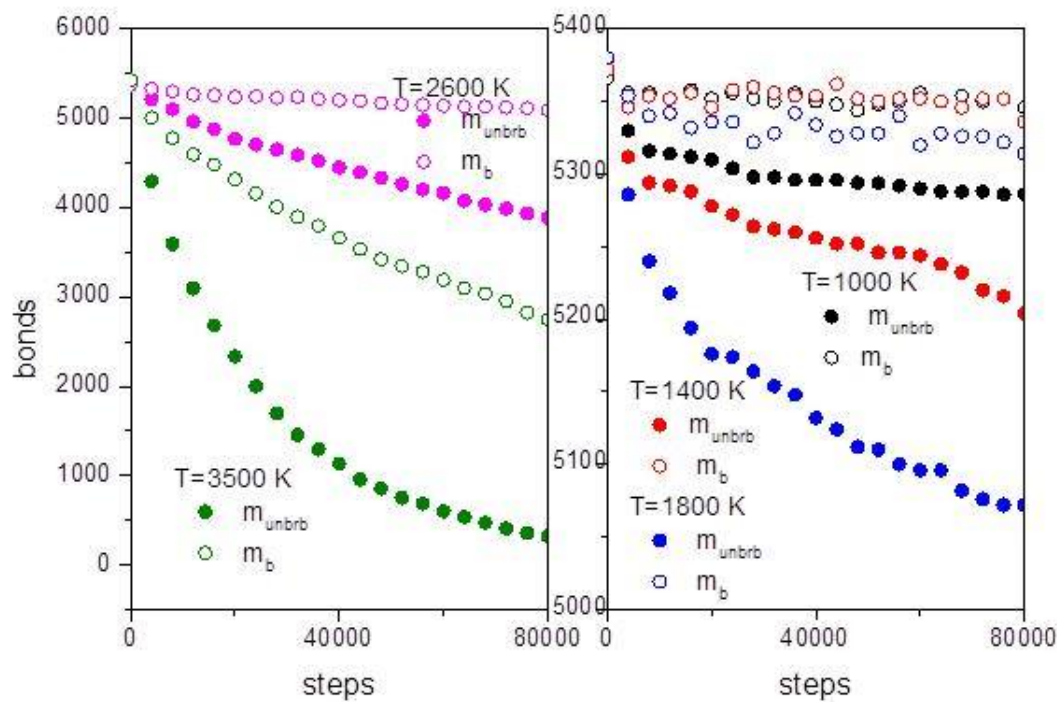 6000
5000
4000
3000
2000
1000
0
bonds
T=2600 K
m_unbrb
m_b
T=3500 K
m_unbrb
m_b
0
40000
80000
steps
5400
5300
5200
5100
5000
T=1000 K
m_unbrb
m_b
T=1400 K
m_unbrb
m_b
T=1800 K
m_unbrb
m_b
0
40000
80000
steps